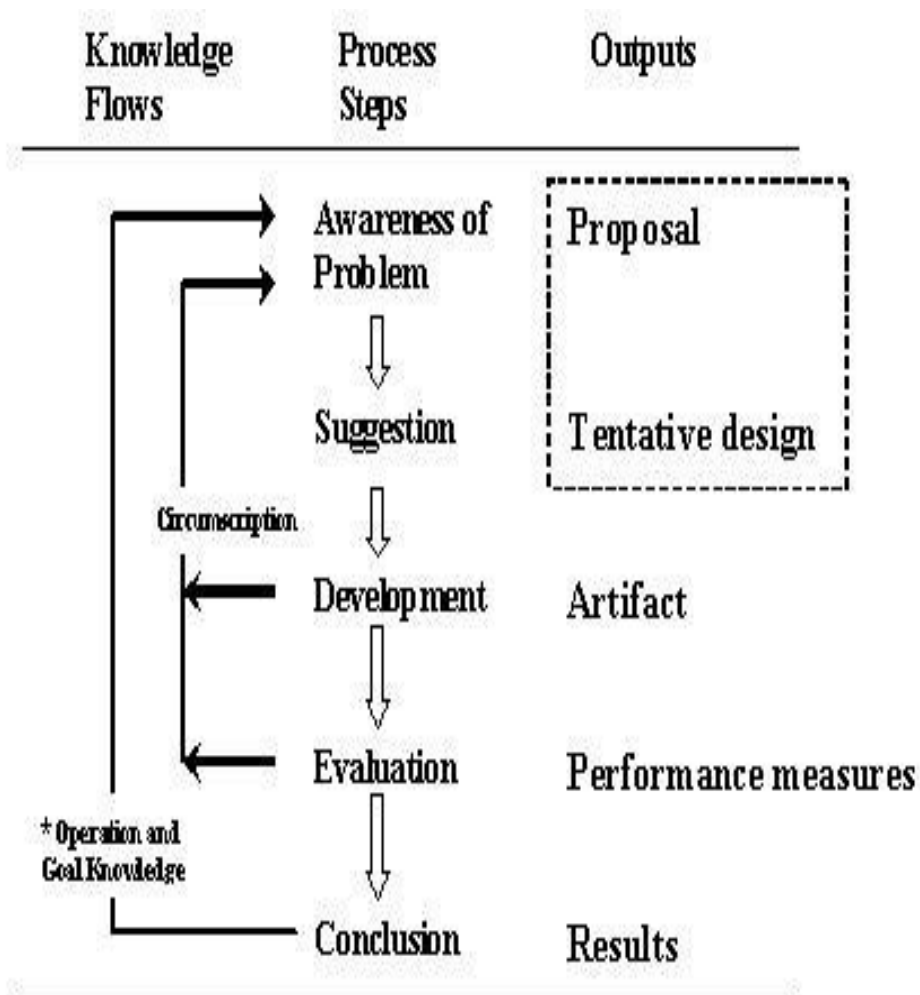 Knowledge
Flows
Process
Steps
Outputs
Awareness of
Problem
Proposal
Suggestion
Tentative design
Circumscription
Development
Artifact
Evaluation
Performance measures
* Operation and
Goal Knowledge
Conclusion
Results